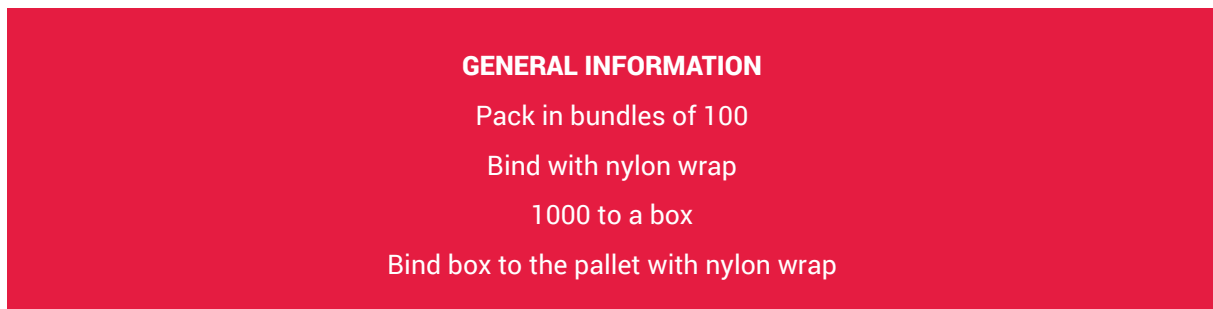 GENERAL INFORMATION
Pack in bundles of 100
Bind with nylon wrap
1000 to a box
Bind box to the pallet with nylon wrap